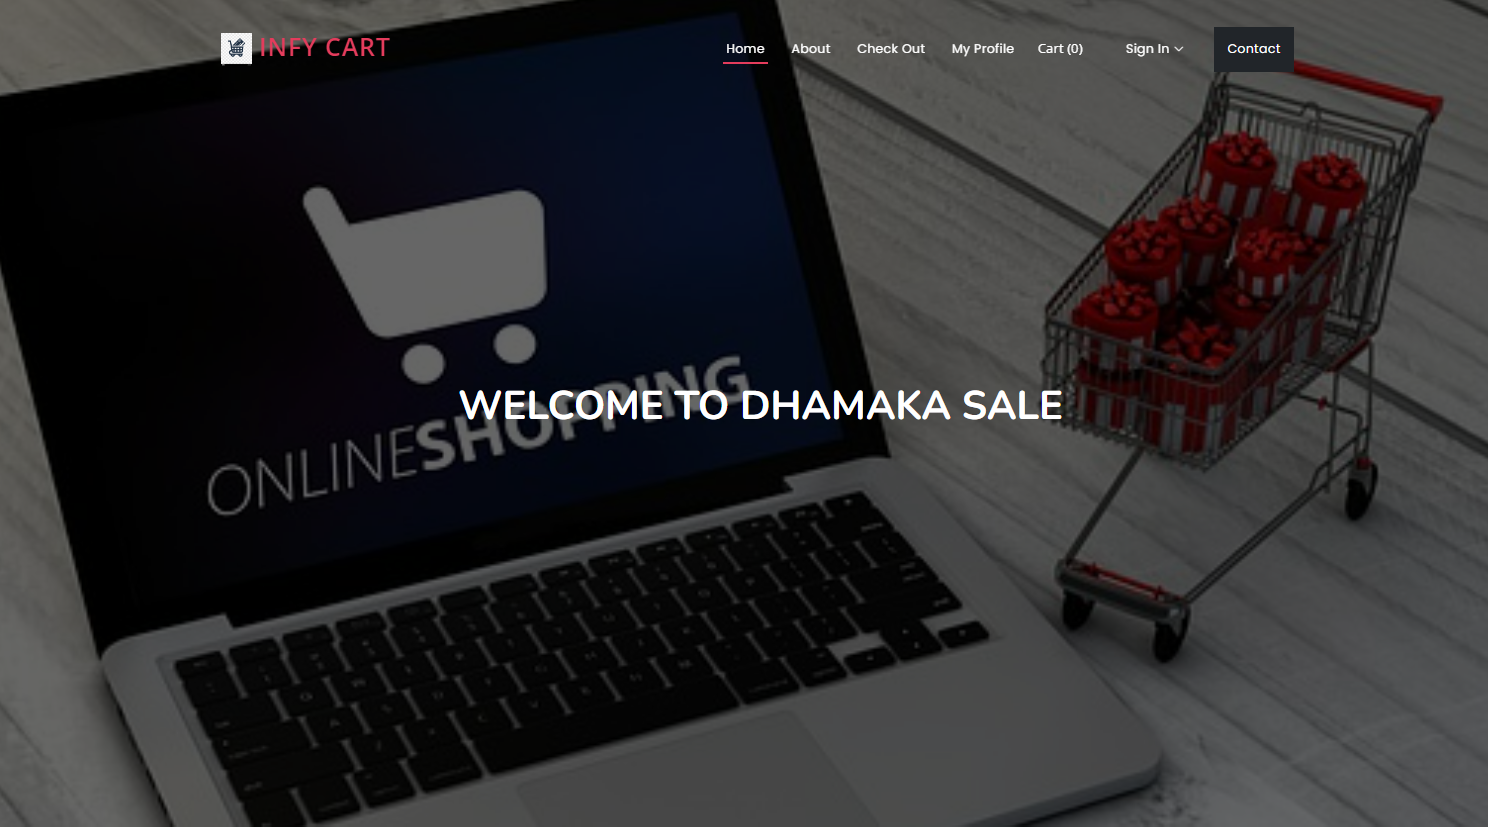 INFY CART
Home About Check Out My Profile Cart (0) Sign In Contact
WELCOME TO DHAMAKA SALE
ONLINESHOPPING